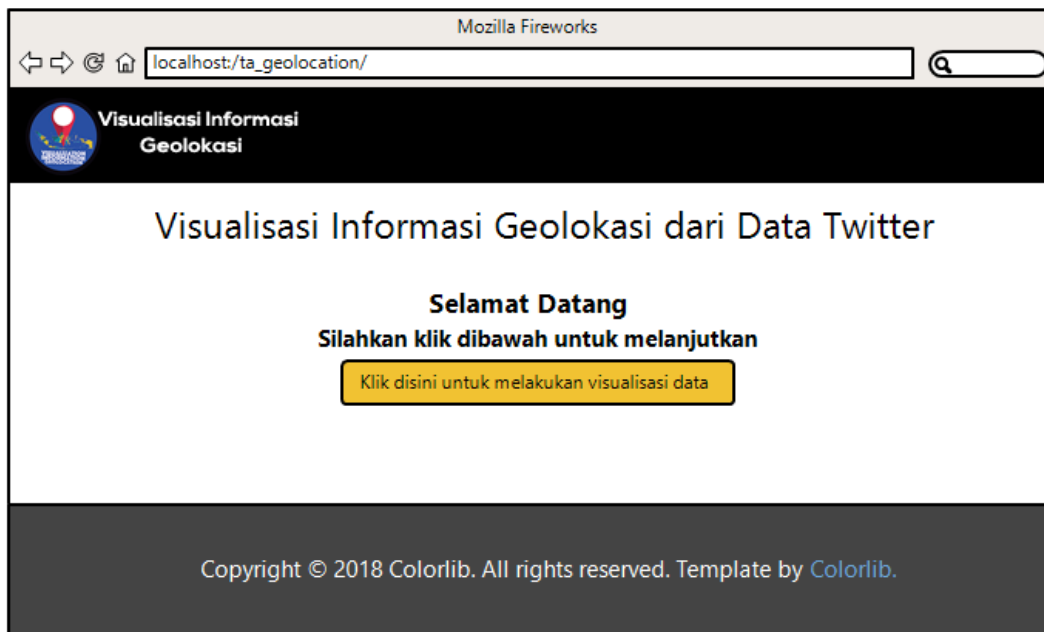 Mozilla Fireworks
localhost:/ta_geolocation/
Visualisasi Informasi
Geolokasi
Visualisasi Informasi Geolokasi dari Data Twitter
Selamat Datang
Silahkan klik dibawah untuk melanjutkan
Klik disini untuk melakukan visualisasi data
Copyright © 2018 Colorlib. All rights reserved. Template by Colorlib.